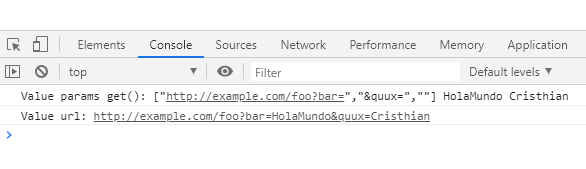 Elements Console Sources Network Performance Memory Application
top Filter Default levels
Value params get(): ["http://example.com/foo?bar=","&quux=",""] HolaMundo Cristhian
Value url: http://example.com/foo?bar=HolaMundo&quux=Cristhian